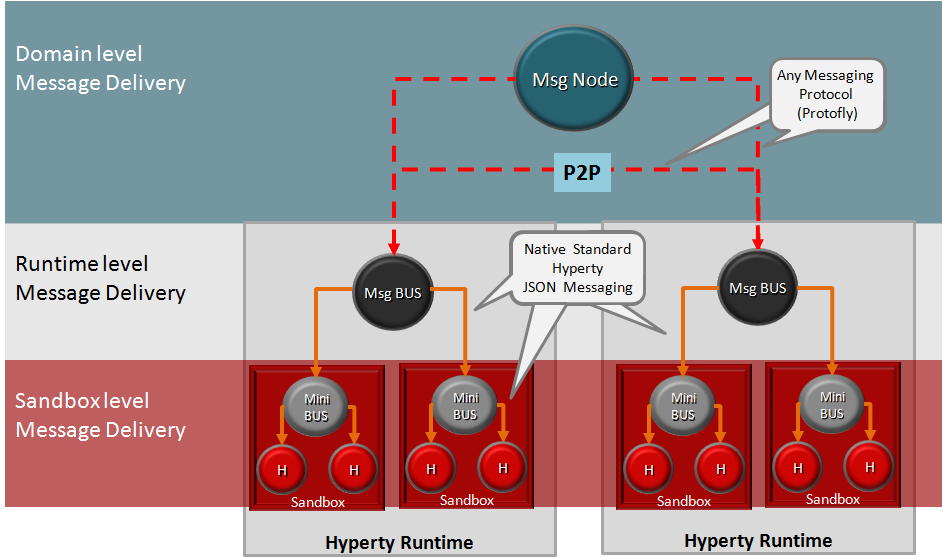 Domain level
Message Delivery
Msg Node
Any Messaging
Protocol
(Protofly)
P2P
Runtime level
Message Delivery
Native Standard
Hyperty
JSON Messaging
Msg BUS
Msg BUS
Sandbox level
Message Delivery
Mini
BUS
Mini
BUS
Mini
BUS
Mini
BUS
H
H
H
H
H
H
H
H
Sandbox
Sandbox
Sandbox
Sandbox
Hyperty Runtime
Hyperty Runtime